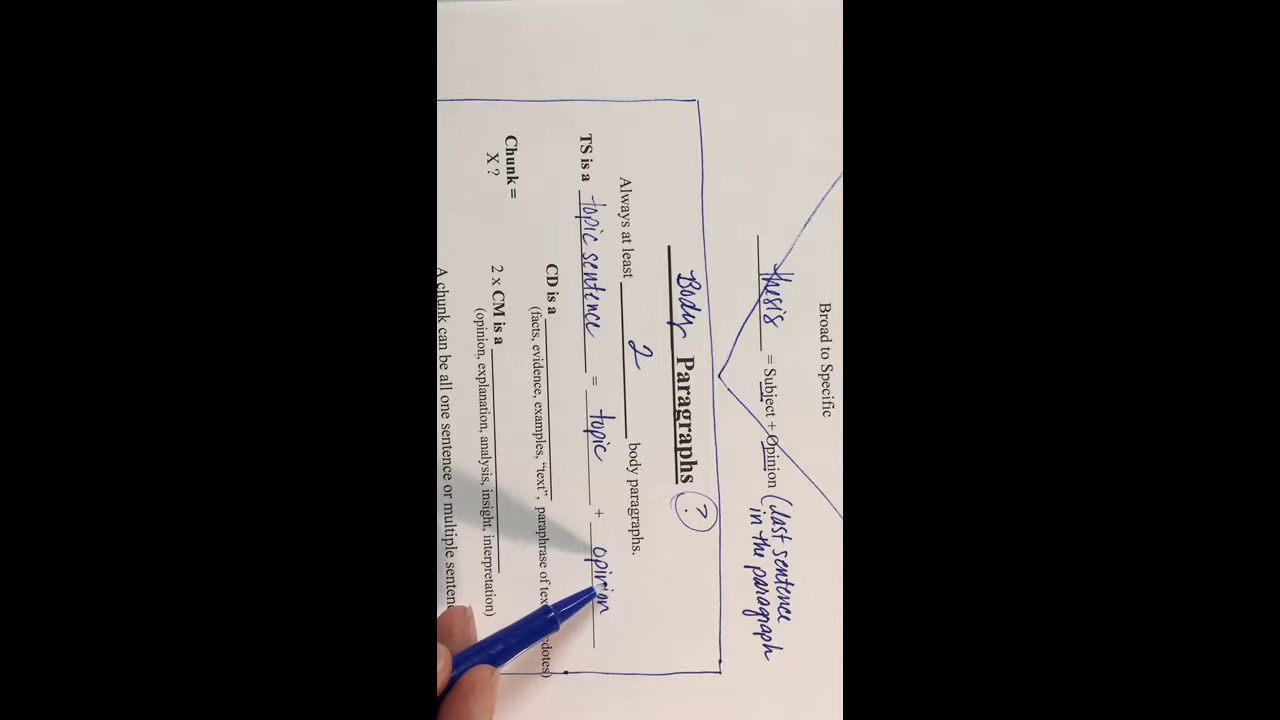 Broad to Specific
thesis = Subject + Opinion (last sentence
in the paragraph
Body Paragraphs ?
Always at least 2 body paragraphs.
TS is a topic sentence = topic + opinion
CD is a
(facts, evidence, examples, “text”, paraphrase of
Chunk =
X ?
2 x CM is a
(opinion, explanation, analysis, insight, interpretation)
A chunk can be all one sentence or multiple